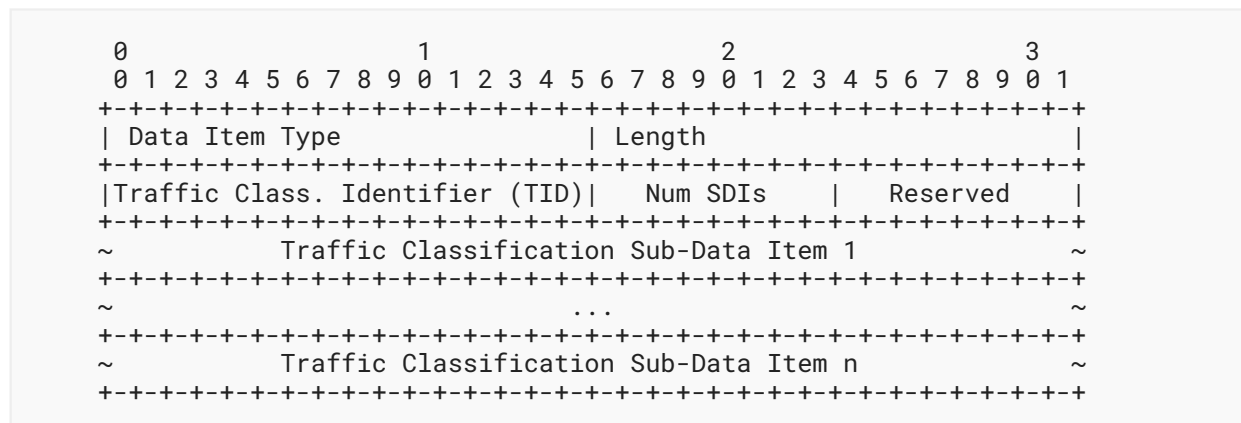 0                   1                   2                   3
 0 1 2 3 4 5 6 7 8 9 0 1 2 3 4 5 6 7 8 9 0 1 2 3 4 5 6 7 8 9 0 1
+-+-+-+-+-+-+-+-+-+-+-+-+-+-+-+-+-+-+-+-+-+-+-+-+-+-+-+-+-+-+-+-+
| Data Item Type                | Length                        |
+-+-+-+-+-+-+-+-+-+-+-+-+-+-+-+-+-+-+-+-+-+-+-+-+-+-+-+-+-+-+-+-+
|Traffic Class. Identifier (TID)|   Num SDIs    |   Reserved    |
+-+-+-+-+-+-+-+-+-+-+-+-+-+-+-+-+-+-+-+-+-+-+-+-+-+-+-+-+-+-+-+-+
~           Traffic Classification Sub-Data Item 1              ~
+-+-+-+-+-+-+-+-+-+-+-+-+-+-+-+-+-+-+-+-+-+-+-+-+-+-+-+-+-+-+-+-+
~                              ...                              ~
+-+-+-+-+-+-+-+-+-+-+-+-+-+-+-+-+-+-+-+-+-+-+-+-+-+-+-+-+-+-+-+-+
~           Traffic Classification Sub-Data Item n              ~
+-+-+-+-+-+-+-+-+-+-+-+-+-+-+-+-+-+-+-+-+-+-+-+-+-+-+-+-+-+-+-+-+